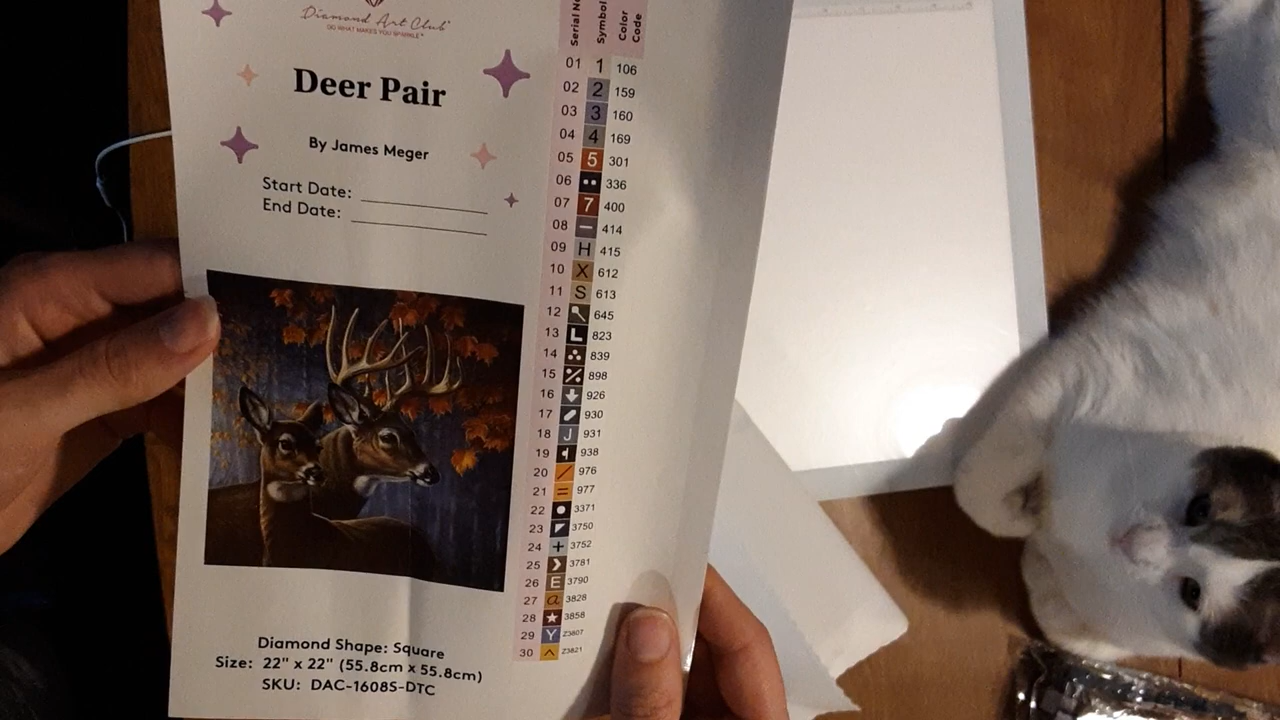 Diamond Art Club
DO WHAT MAKES YOU SPARKLE™
Deer Pair
By James Meger
Start Date:
End Date:
Diamond Shape: Square
Size: 22" x 22" (55.8cm x 55.8cm)
SKU: DAC-1608S-DTC
Serial No Symbol Color Code
01 1 106
02 2 159
03 3 160
04 4 169
05 5 301
06 •• 336
07 7 400
08 – 414
09 H 415
10 X 612
11 S 613
12 645
13 L 823
14 839
15 898
16 926
17 930
18 J 931
19 938
20 / 976
21 = 977
22 3371
23 3750
24 + 3752
25 3781
26 E 3790
27 a 3828
28 ★ 3858
29 Y Z3807
30 ^ Z3821